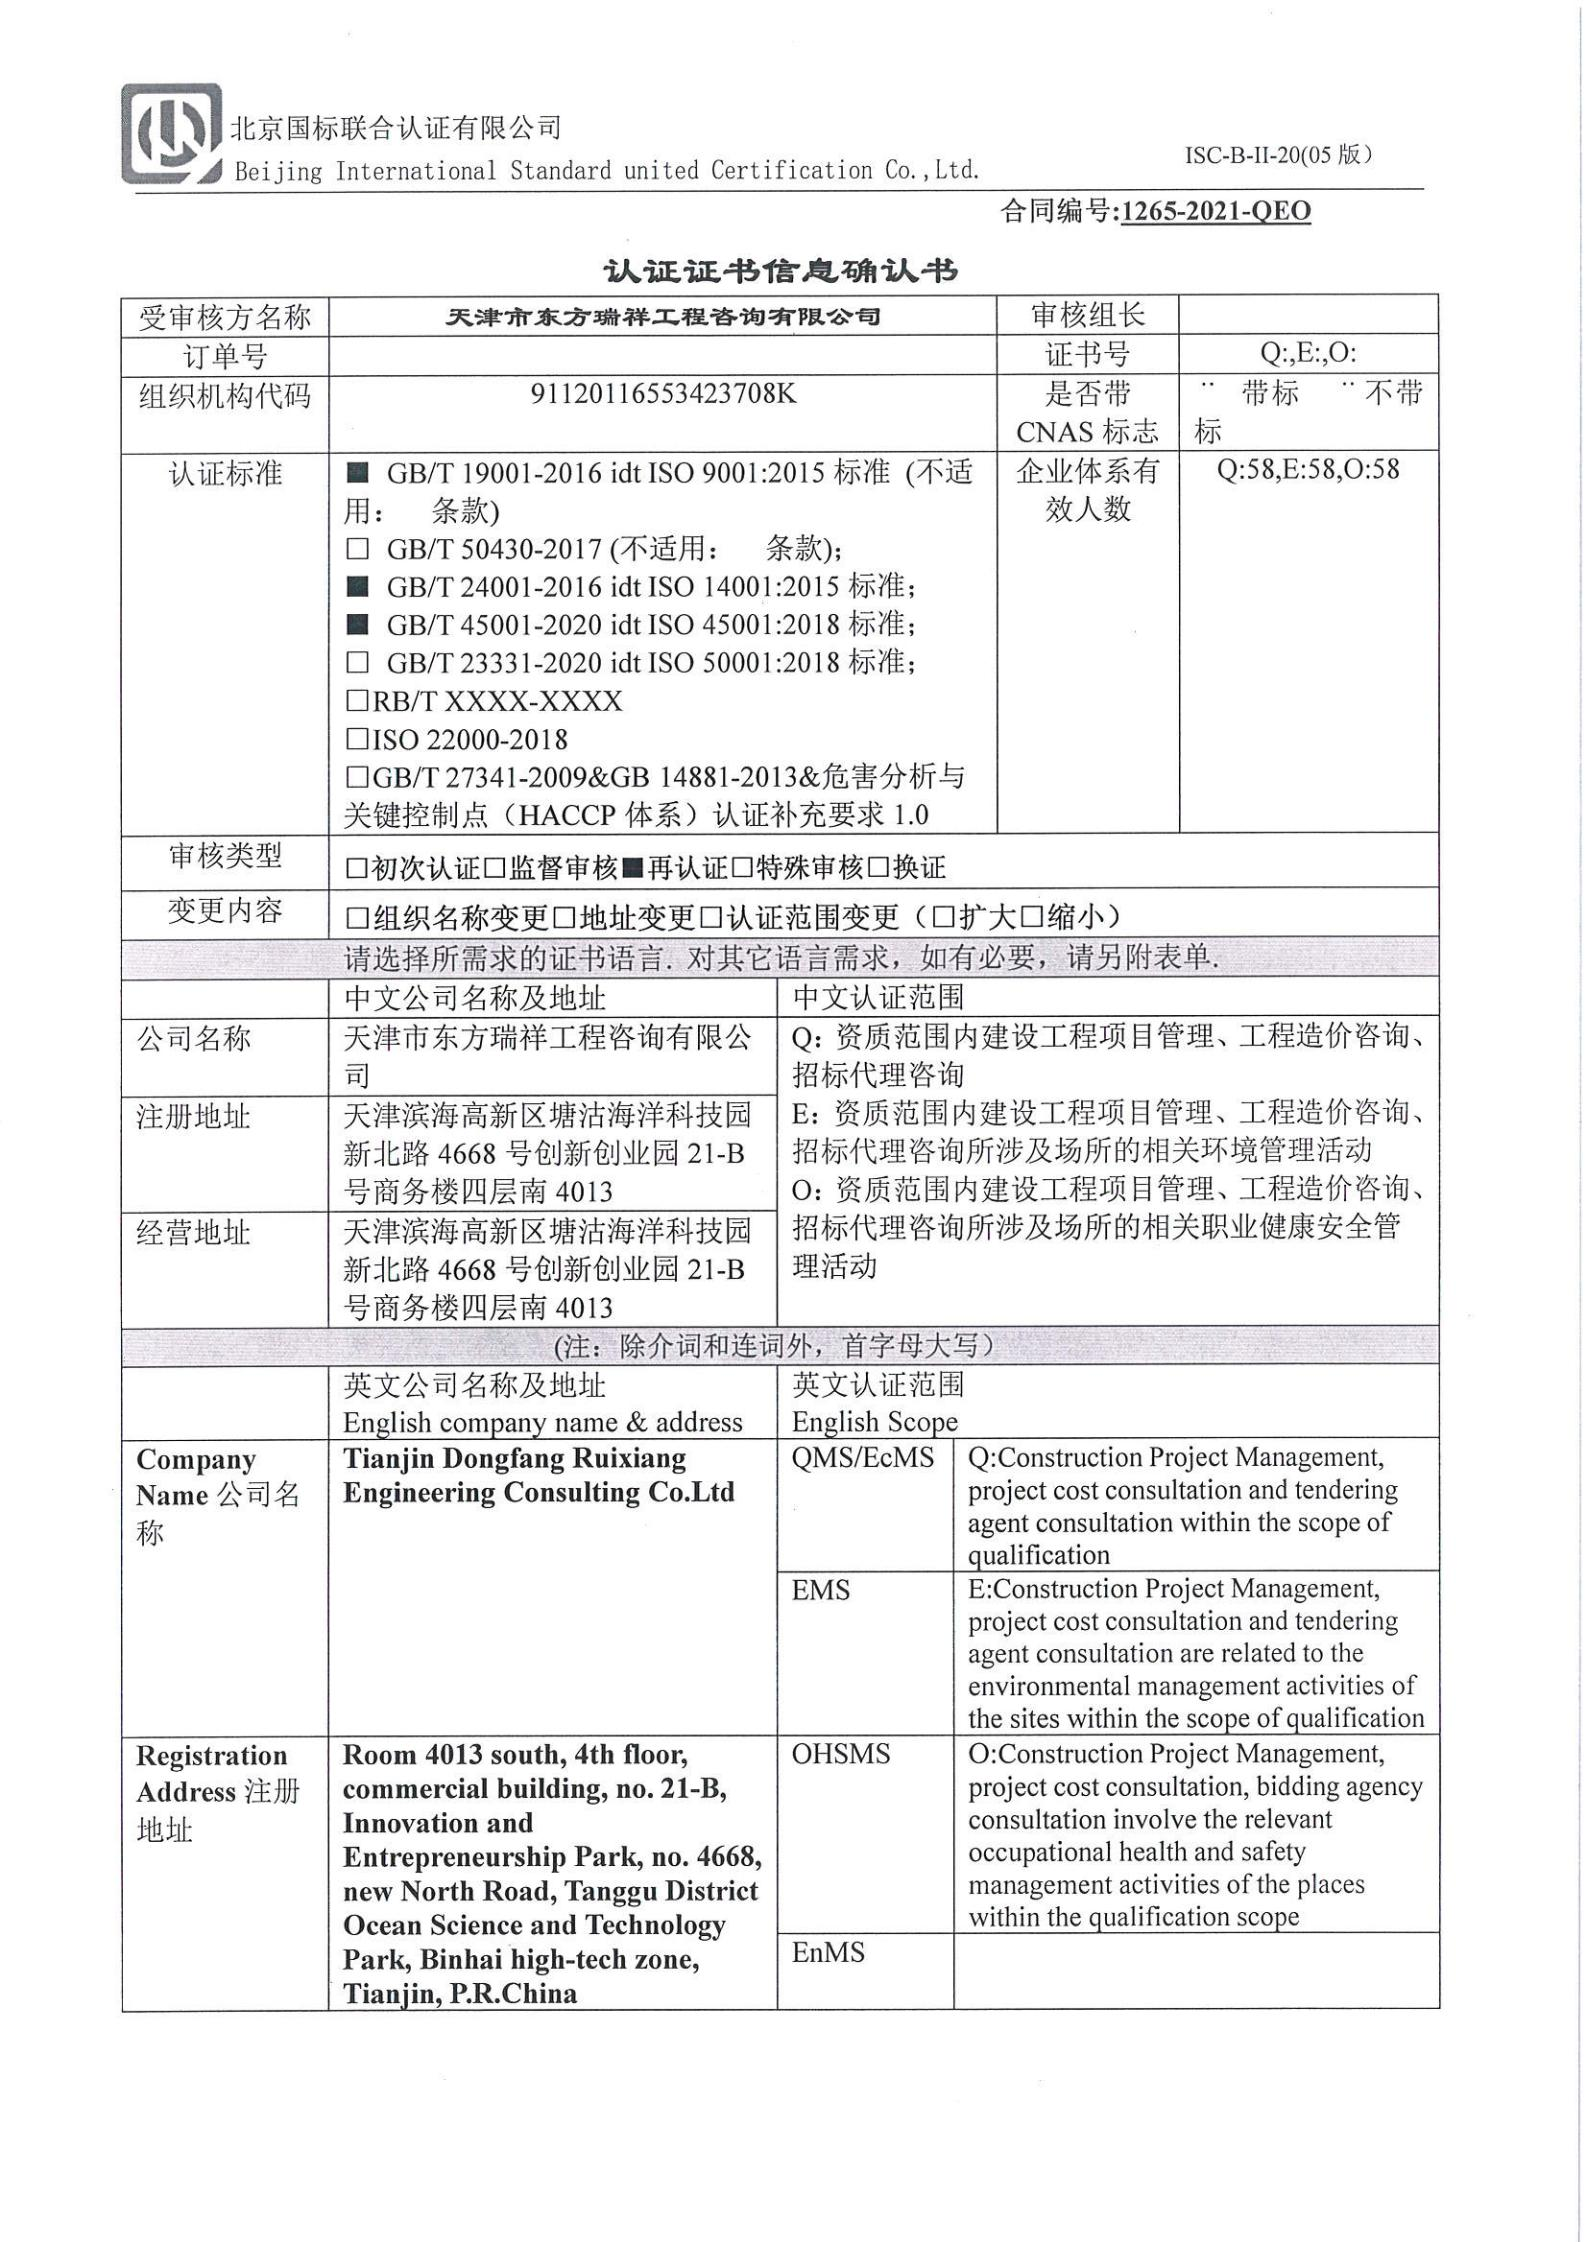 北京国标联合认证有限公司
Beijing International Standard united Certification Co.,Ltd.
ISC-B-II-20(05 版）
合同编号:1265-2021-QEO
认证证书信息确认书
受审核方名称 天津市东方瑞祥工程咨询有限公司 审核组长
订单号 证书号 Q:,E:,O:
组织机构代码 91120116553423708K 是否带 ¨ 带标 ¨ 不带
CNAS 标志 标
认证标准 ■ GB/T 19001-2016 idt ISO 9001:2015 标准 (不适 企业体系有 Q:58,E:58,O:58
用： 条款) 效人数
□ GB/T 50430-2017 (不适用： 条款);
■ GB/T 24001-2016 idt ISO 14001:2015 标准；
■ GB/T 45001-2020 idt ISO 45001:2018 标准；
□ GB/T 23331-2020 idt ISO 50001:2018 标准；
□RB/T XXXX-XXXX
□ISO 22000-2018
□GB/T 27341-2009&GB 14881-2013&危害分析与
关键控制点（HACCP 体系）认证补充要求 1.0
审核类型 □初次认证□监督审核■再认证□特殊审核□换证
变更内容 □组织名称变更□地址变更□认证范围变更（□扩大□缩小）
请选择所需求的证书语言. 对其它语言需求，如有必要，请另附表单.
中文公司名称及地址 中文认证范围
公司名称 天津市东方瑞祥工程咨询有限公
司
注册地址 天津滨海高新区塘沽海洋科技园
新北路 4668 号创新创业园 21-B
号商务楼四层南 4013
经营地址 天津滨海高新区塘沽海洋科技园
新北路 4668 号创新创业园 21-B
号商务楼四层南 4013
Q：资质范围内建设工程项目管理、工程造价咨询、
招标代理咨询
E：资质范围内建设工程项目管理、工程造价咨询、
招标代理咨询所涉及场所的相关环境管理活动
O：资质范围内建设工程项目管理、工程造价咨询、
招标代理咨询所涉及场所的相关职业健康安全管
理活动
(注：除介词和连词外，首字母大写）
英文公司名称及地址 英文认证范围
English company name & address English Scope
Company
Name 公司名
称
Tianjin Dongfang Ruixiang
Engineering Consulting Co.Ltd
QMS/EcMS Q:Construction Project Management,
project cost consultation and tendering
agent consultation within the scope of
qualification
EMS E:Construction Project Management,
project cost consultation and tendering
agent consultation are related to the
environmental management activities of
the sites within the scope of qualification
Registration
Address 注册
地址
Room 4013 south, 4th floor,
commercial building, no. 21-B,
Innovation and
Entrepreneurship Park, no. 4668,
new North Road, Tanggu District
Ocean Science and Technology
Park, Binhai high-tech zone,
Tianjin, P.R.China
OHSMS O:Construction Project Management,
project cost consultation, bidding agency
consultation involve the relevant
occupational health and safety
management activities of the places
within the qualification scope
EnMS